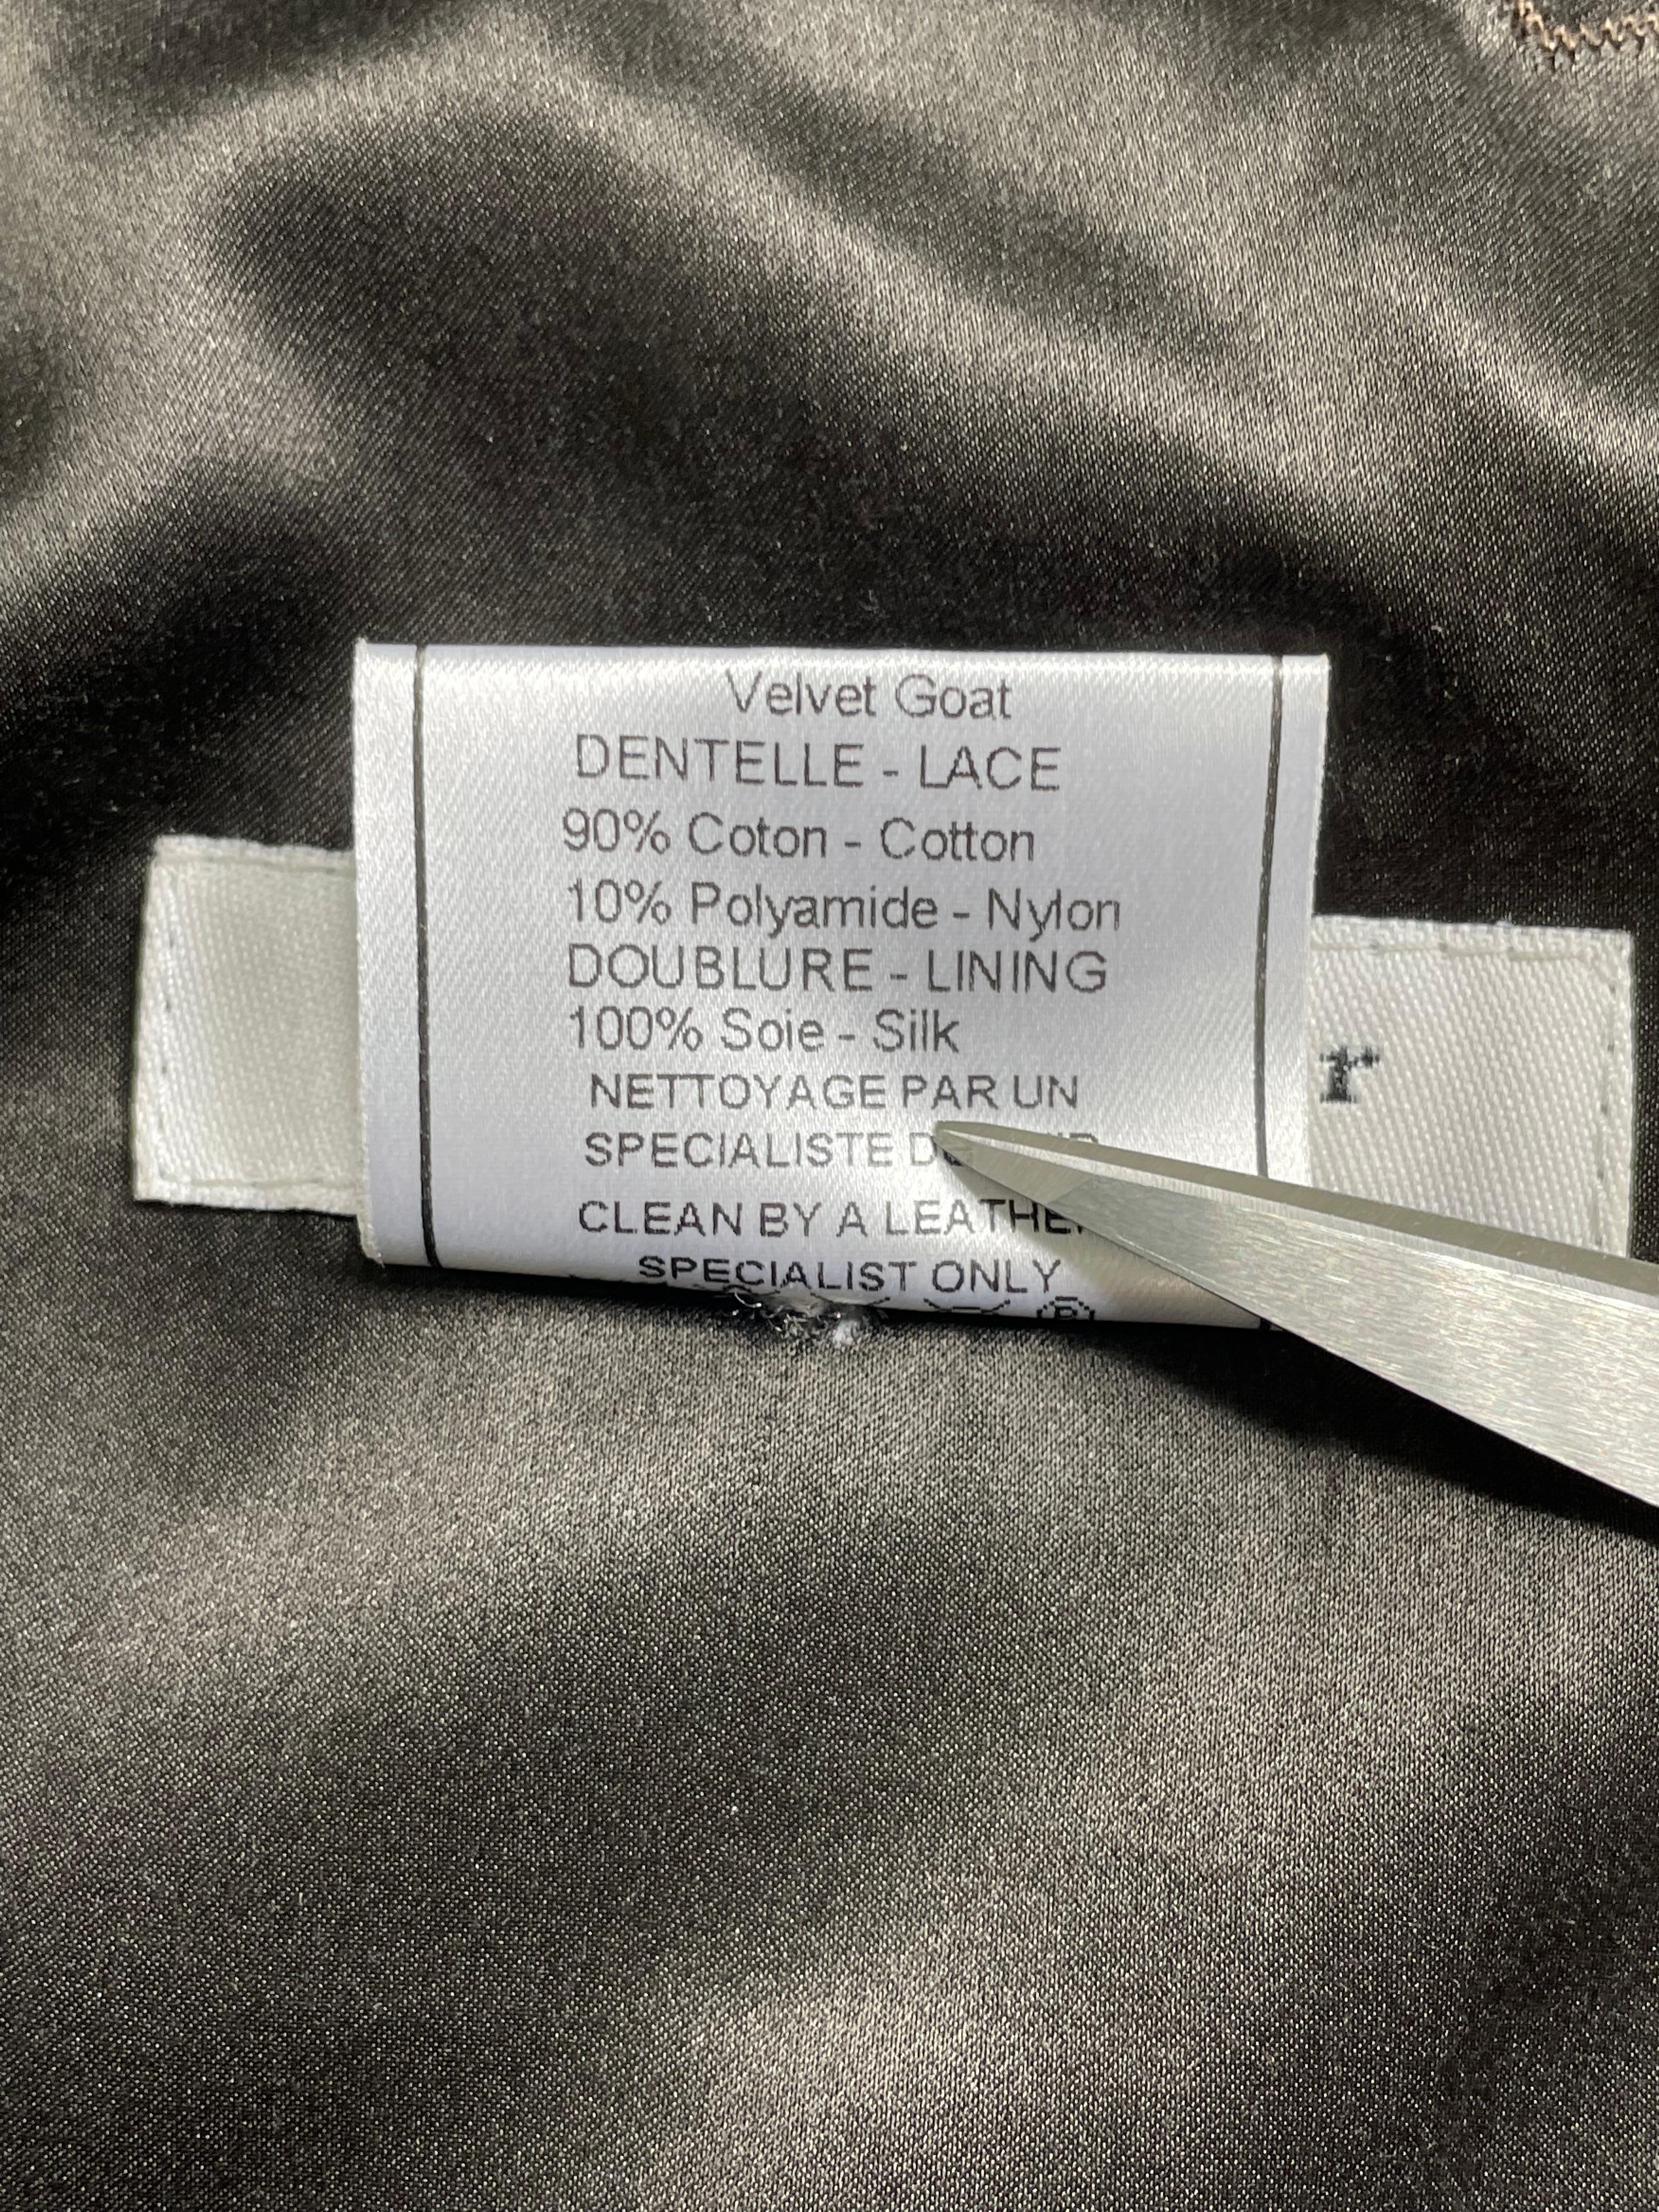 Velvet Goat
DENTELLE - LACE
90% Coton - Cotton
10% Polyamide - Nylon
DOUBLURE - LINING
100% Soie - Silk
NETTOYAGE PAR UN
SPECIALISTE
CLEAN BY A LEATHER
SPECIALIST ONLY
P
r